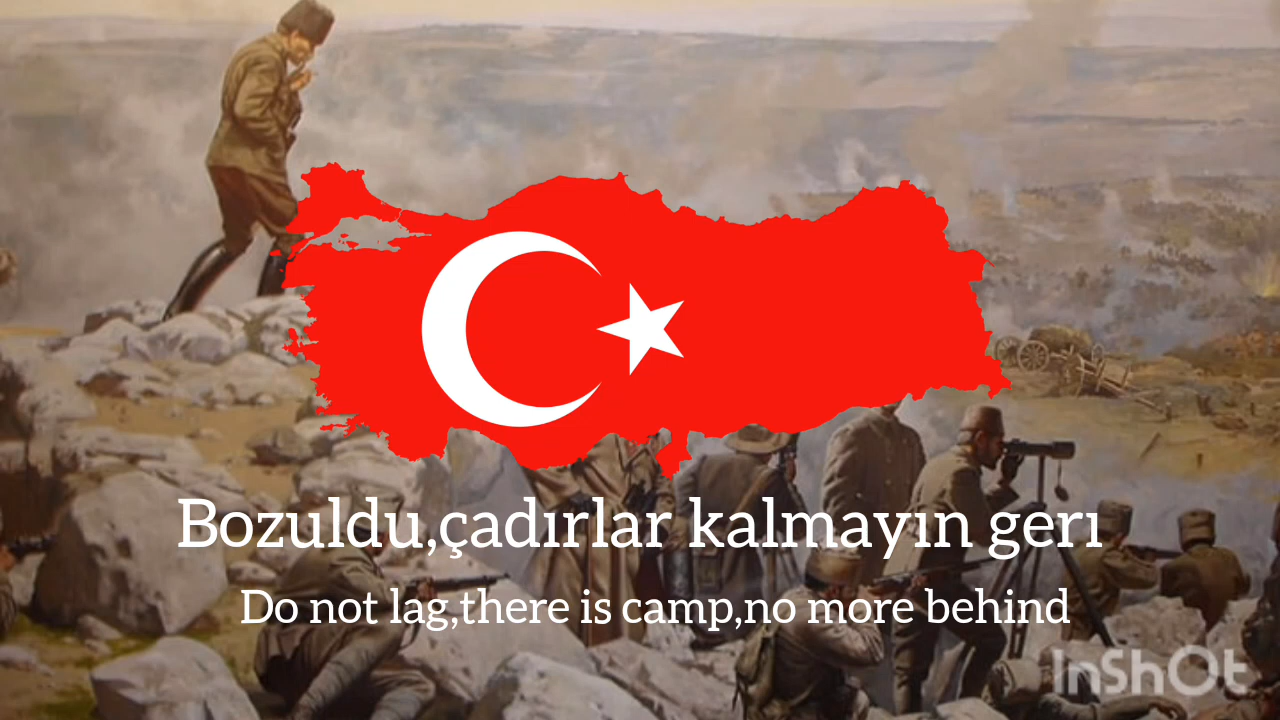 Bozuldu,çadırlar kalmayın gerı
Do not lag,there is camp,no more behind
InShOt